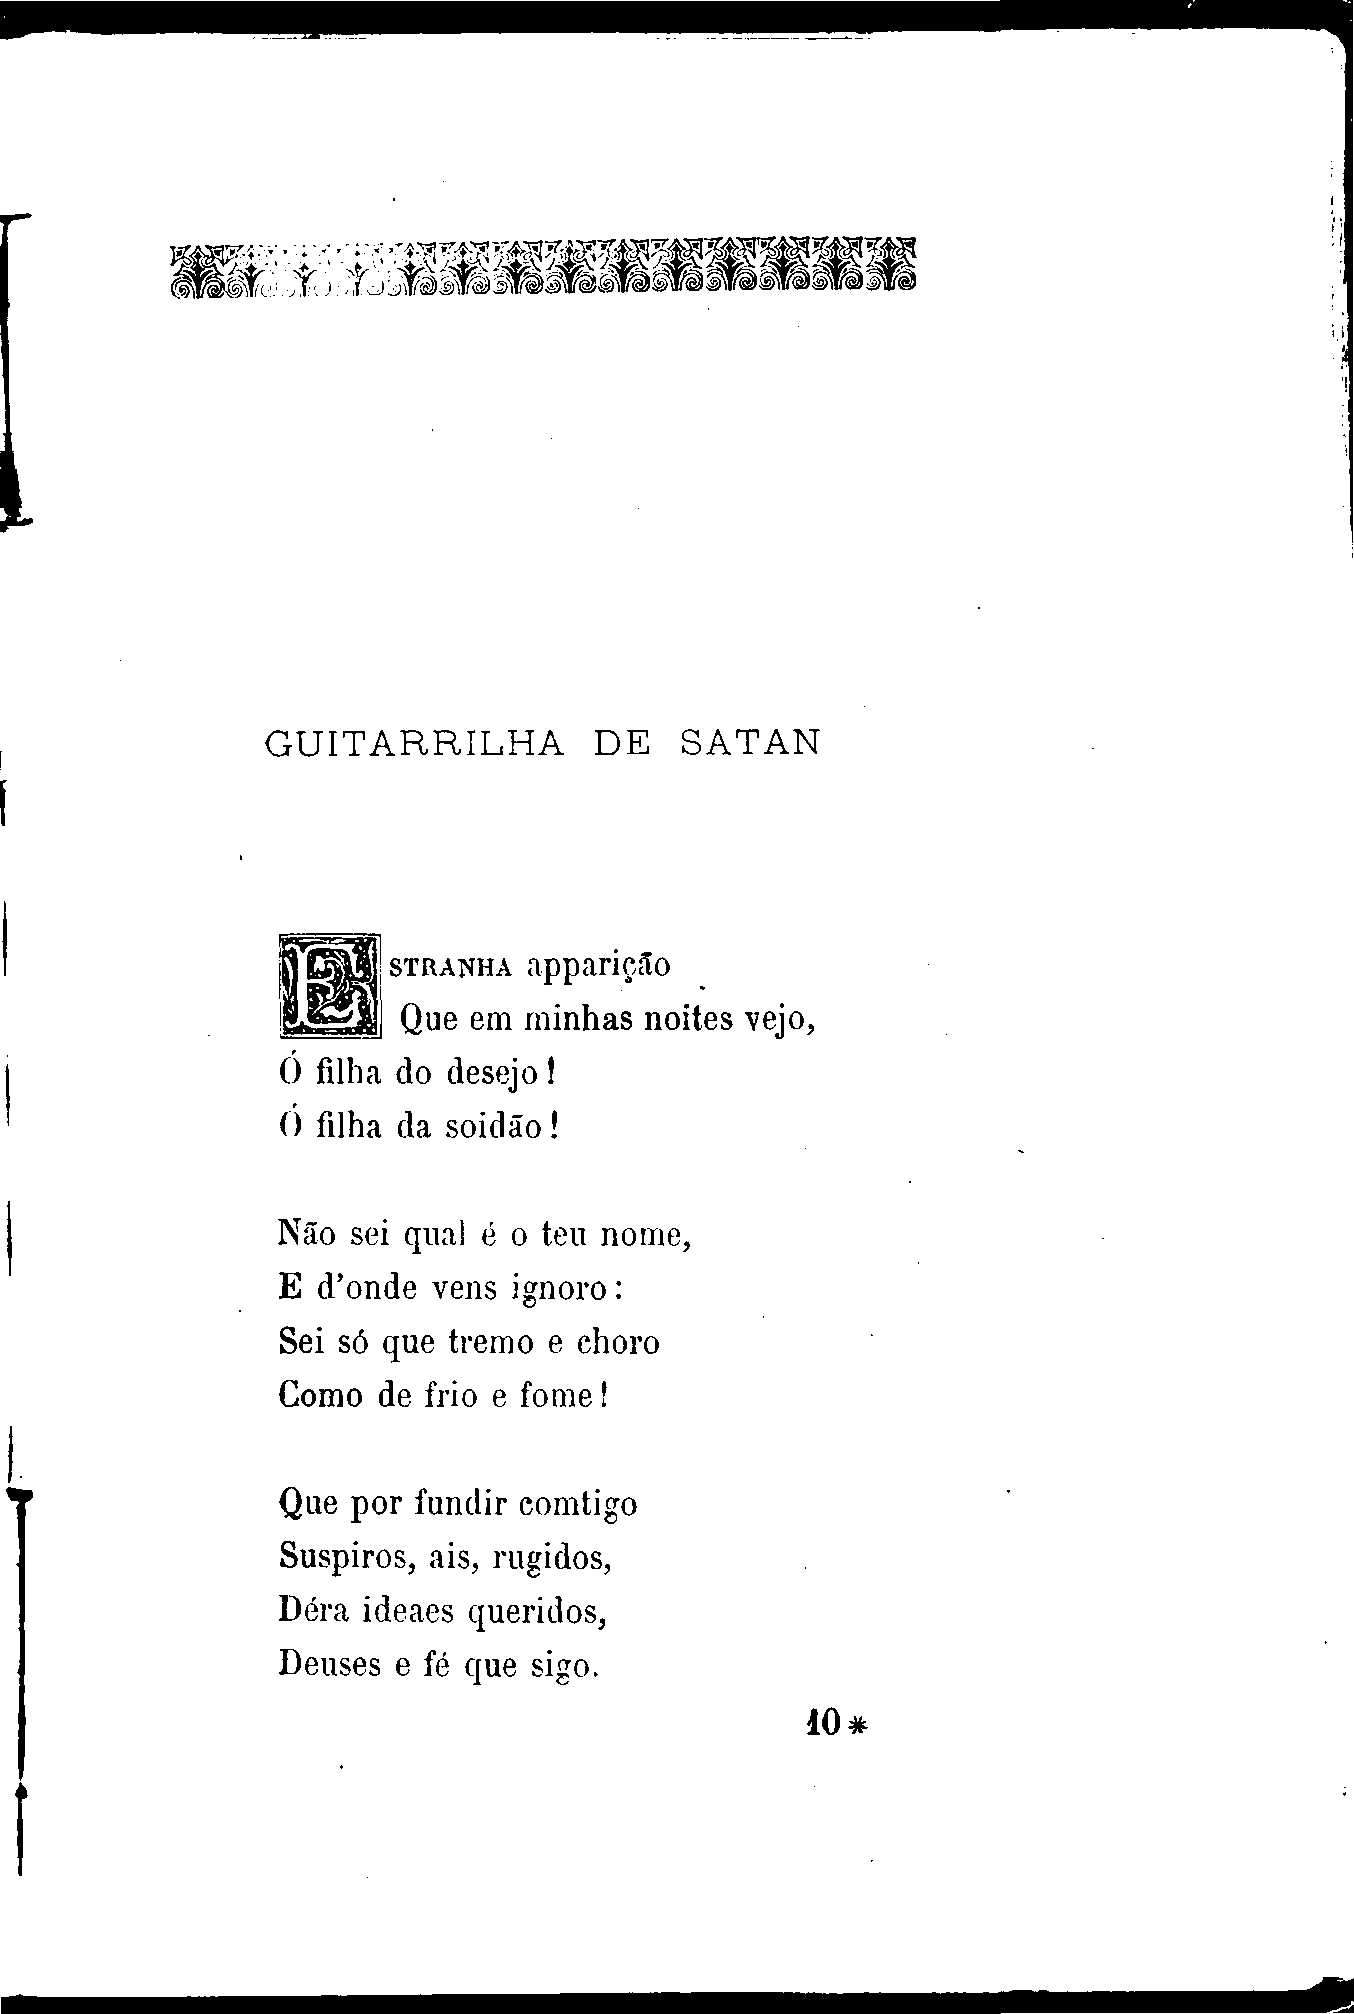 GUITARRILHA DE SATAN
ESTRANHA apparição
Que em minhas noites vejo,
Ó filha do desejo!
Ó filha da soidão!
Não sei qual é o teu nome,
E d'onde vens ignoro:
Sei só que tremo e choro
Como de frio e fome!
Que por fundir comtigo
Suspiros, ais, rugidos,
Déra ideaes queridos,
Deuses e fé que sigo.
10*